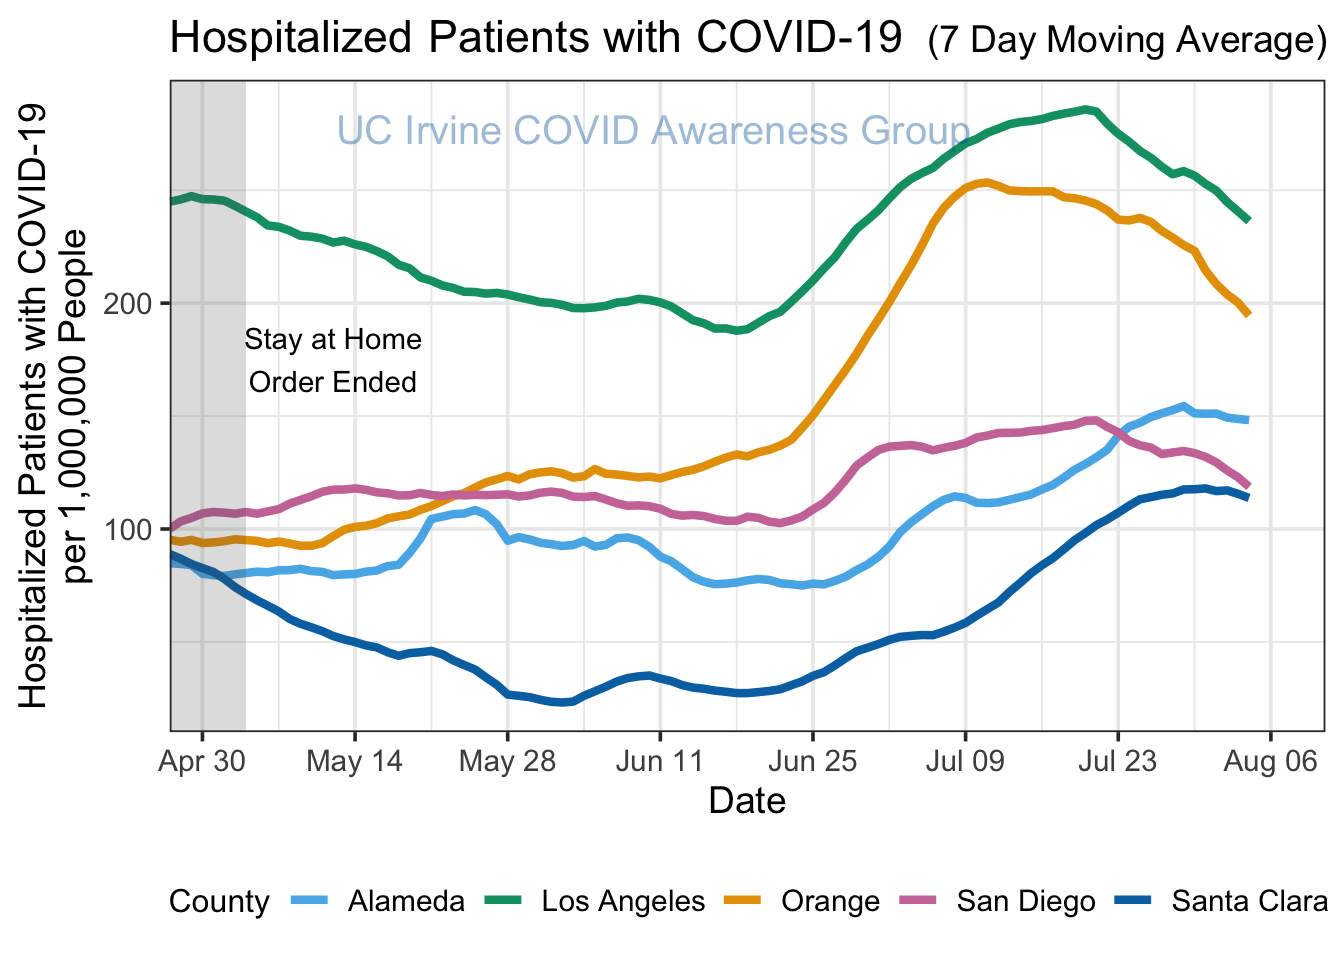 Hospitalized Patients with COVID-19 (7 Day Moving Average)
UC Irvine COVID Awareness Group
Hospitalized Patients with COVID-19
per 1,000,000 People
200
100
Stay at Home
Order Ended
Apr 30 May 14 May 28 Jun 11 Jun 25 Jul 09 Jul 23 Aug 06
Date
County Alameda Los Angeles Orange San Diego Santa Clara